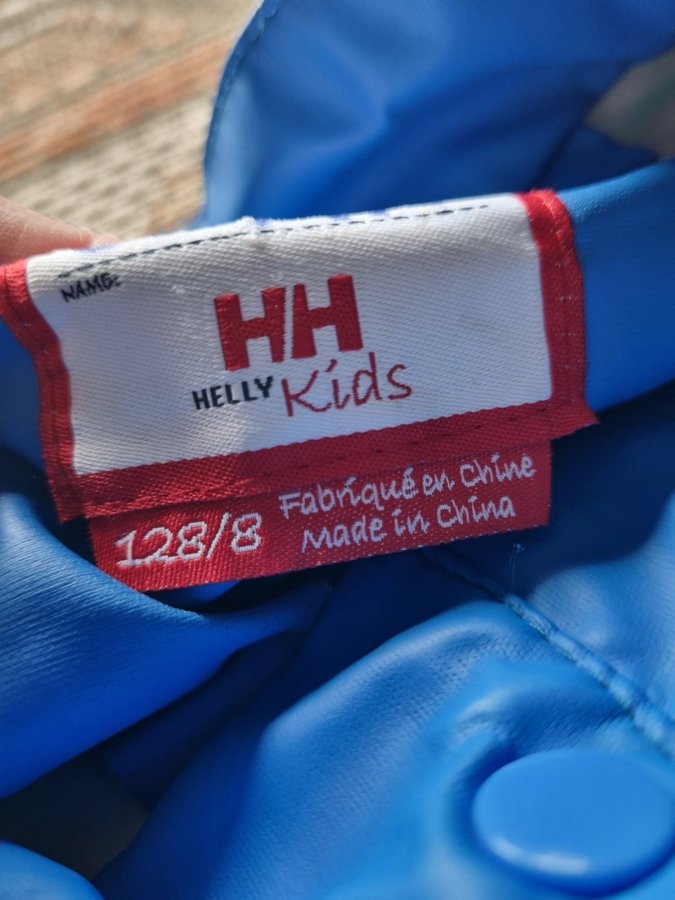 NAME:
HH
HELLY Kids
128/8
Fabriqué en Chine
Made in China